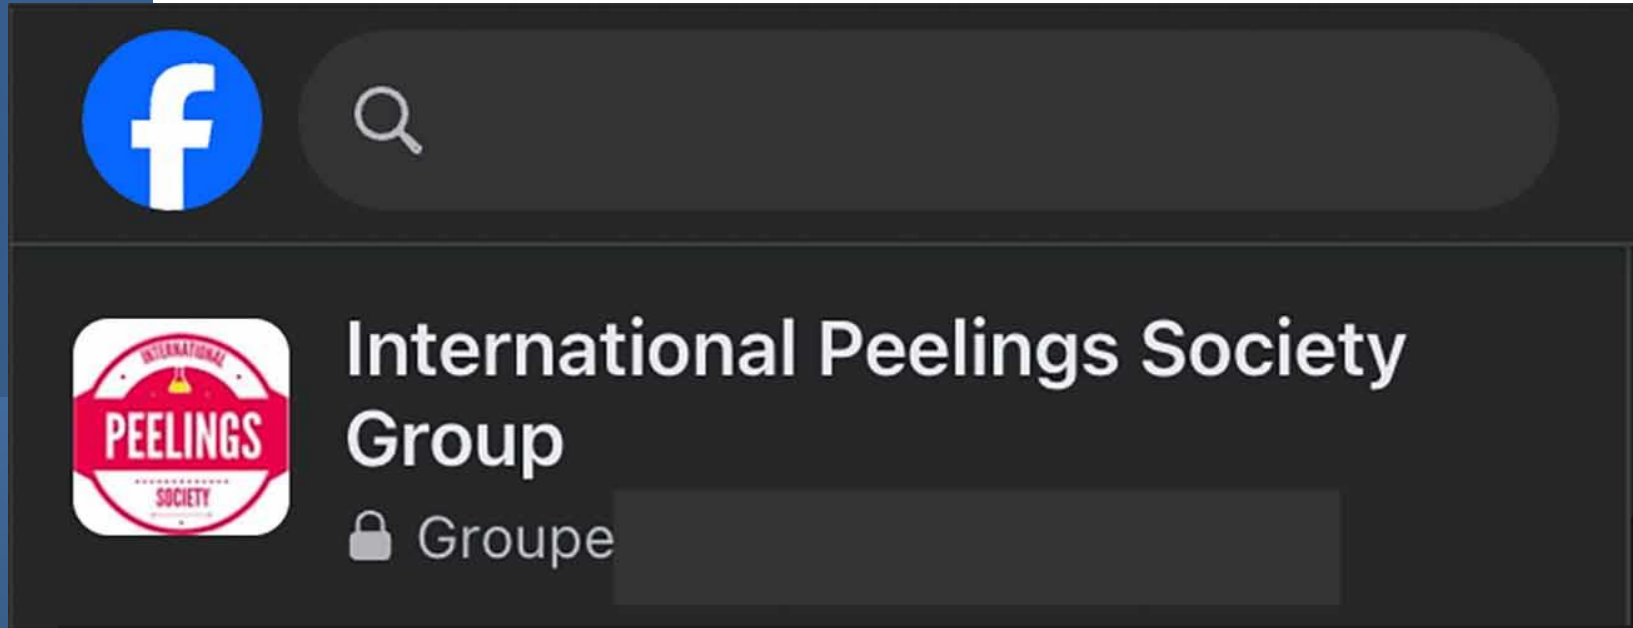 International Peelings Society
Group
Groupe
INTERNATIONAL
PEELINGS
SOCIETY